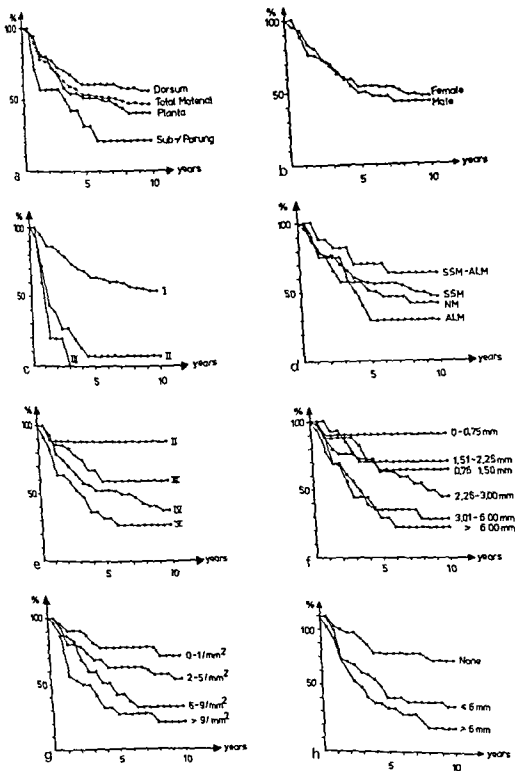 %
100
50
Dorsum
Total Material
Planta
Sub-/Parung
years
5
10
a
%
100
50
Female
Male
years
5
10
b
%
100
50
I
II
III
years
5
10
c
%
100
50
SSM-ALM
SSM
NM
ALM
years
5
10
d
%
100
50
II
III
IV
V
years
5
10
e
%
100
50
0-0,75 mm
1,51-2,25 mm
0,75 1,50 mm
2,26-3,00 mm
3,01-6,00 mm
> 6,00 mm
years
5
10
f
%
100
50
0-1/mm²
2-5/mm²
6-9/mm²
> 9/mm²
years
5
10
g
%
100
50
None
< 6 mm
> 6 mm
years
5
10
h